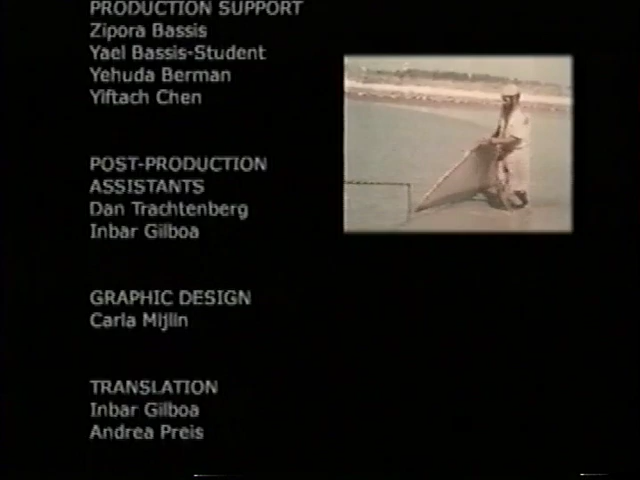 PRODUCTION SUPPORT
Zipora Bassis
Yael Bassis-Student
Yehuda Berman
Yiftach Chen
POST-PRODUCTION
ASSISTANTS
Dan Trachtenberg
Inbar Gilboa
GRAPHIC DESIGN
Carla Mijlin
TRANSLATION
Inbar Gilboa
Andrea Preis